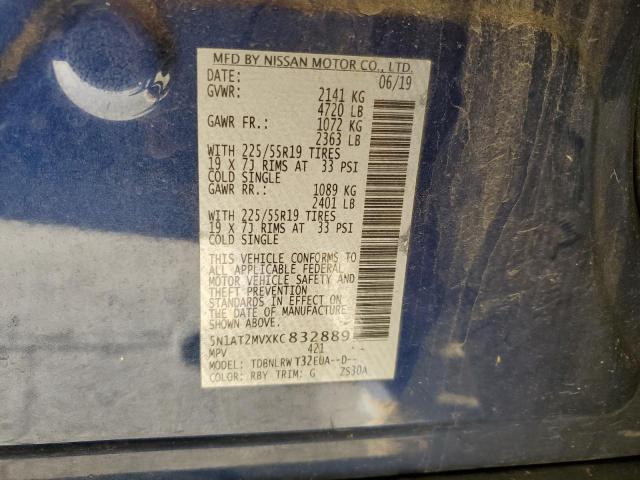 MFD BY NISSAN MOTOR CO., LTD.
DATE: 06/19
GVWR: 2141 KG
4720 LB
GAWR FR.: 1072 KG
2363 LB
WITH 225/55R19 TIRES
19 X 7J RIMS AT 33 PSI
COLD SINGLE
GAWR RR.: 1089 KG
2401 LB
WITH 225/55R19 TIRES
19 X 7J RIMS AT 33 PSI
COLD SINGLE
THIS VEHICLE CONFORMS TO
ALL APPLICABLE FEDERAL
MOTOR VEHICLE SAFETY AND
THEFT PREVENTION
STANDARDS IN EFFECT ON
THE DATE OF MANUFACTURE
SHOWN ABOVE.
5N1AT2MVXKC832889
MPV 421 - -
MODEL: TDBNLRW T32EUA--D--
COLOR: RBY TRIM: G ZS30A